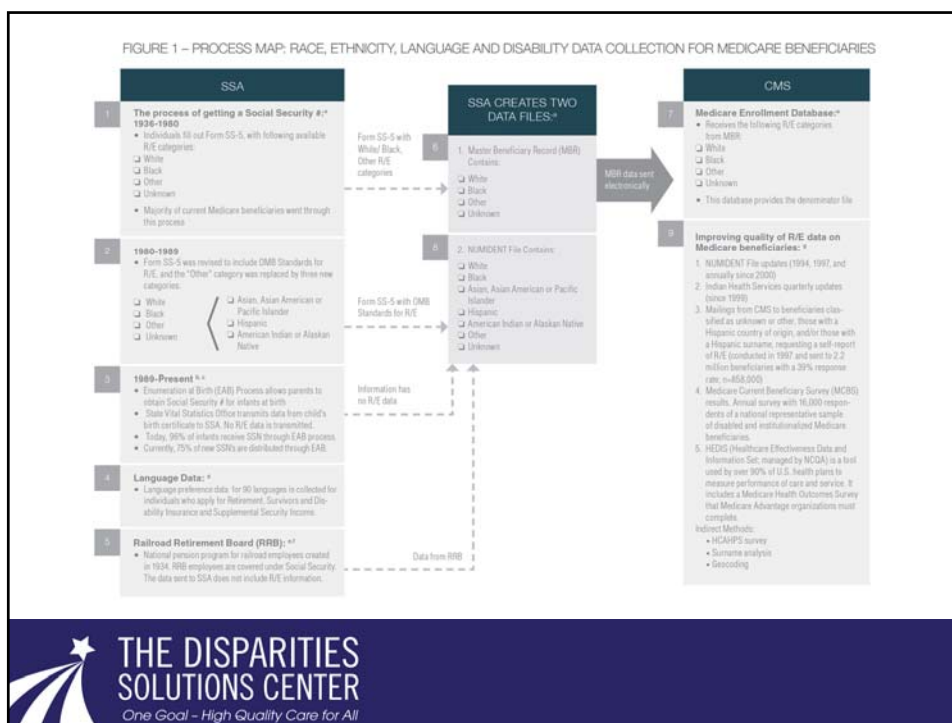 FIGURE 1 – PROCESS MAP: RACE, ETHNICITY, LANGUAGE AND DISABILITY DATA COLLECTION FOR MEDICARE BENEFICIARIES
SSA
1
The process of getting a Social Security #:ᵃ
1936-1980
• Individuals fill out Form SS-5, with following available
R/E categories:
❑ White
❑ Black
❑ Other
❑ Unknown
• Majority of current Medicare beneficiaries went through
this process
2
1980-1989
• Form SS-5 was revised to include OMB Standards for
R/E, and the "Other" category was replaced by three new
categories.
❑ White
❑ Black
❑ Other
❑ Unknown
❑ Asian, Asian American or
Pacific Islander
❑ Hispanic
❑ American Indian or Alaskan
Native
3
1989-Present ᵇ, ᶜ
• Enumeration at Birth (EAB) Process allows parents to
obtain Social Security # for infants at birth
• State Vital Statistics Office transmits data from child's
birth certificate to SSA. No R/E data is transmitted.
• Today, 96% of infants receive SSN through EAB process.
• Currently, 75% of new SSN's are distributed through EAB.
4
Language Data: ᵈ
• Language preference data for 90 languages is collected for
individuals who apply for Retirement, Survivors and Dis-
ability Insurance and Supplemental Security Income.
5
Railroad Retirement Board (RRB): ᵉ,ᶠ
• National pension program for railroad employees created
in 1934. RRB employees are covered under Social Security.
The data sent to SSA does not include R/E information.
Form SS-5 with
White/ Black,
Other R/E
categories
Form SS-5 with OMB
Standards for R/E
Information has
no R/E data
Data from RRB
SSA CREATES TWO
DATA FILES:ᵃ
6
1. Master Beneficiary Record (MBR)
Contains:
❑ White
❑ Black
❑ Other
❑ Unknown
8
2. NUMIDENT File Contains:
❑ White
❑ Black
❑ Asian, Asian American or Pacific
Islander
❑ Hispanic
❑ American Indian or Alaskan Native
❑ Other
❑ Unknown
MBR data sent
electronically
CMS
7
Medicare Enrollment Database:ᵃ
• Receives the following R/E categories
from MBR:
❑ White
❑ Black
❑ Other
❑ Unknown
• This database provides the denominator file
9
Improving quality of R/E data on
Medicare beneficiaries: ᵍ
1. NUMIDENT File updates (1994, 1997, and
annually since 2000)
2. Indian Health Services quarterly updates
(since 1999)
3. Mailings from CMS to beneficiaries clas-
sified as unknown or other, those with a
Hispanic country of origin, and/or those with
a Hispanic surname, requesting a self-report
of R/E (conducted in 1997 and sent to 2.2
million beneficiaries with a 39% response
rate; n=858,000)
4. Medicare Current Beneficiary Survey (MCBS)
results. Annual survey with 16,000 respon-
dents of a national representative sample
of disabled and institutionalized Medicare
beneficiaries.
5. HEDIS (Healthcare Effectiveness Data and
Information Set; managed by NCQA) is a tool
used by over 90% of U.S. health plans to
measure performance of care and service. It
includes a Medicare Health Outcomes Survey
that Medicare Advantage organizations must
complete.
Indirect Methods:
• HCAHPS survey
• Surname analysis
• Geocoding
THE DISPARITIES
SOLUTIONS CENTER
One Goal – High Quality Care for All